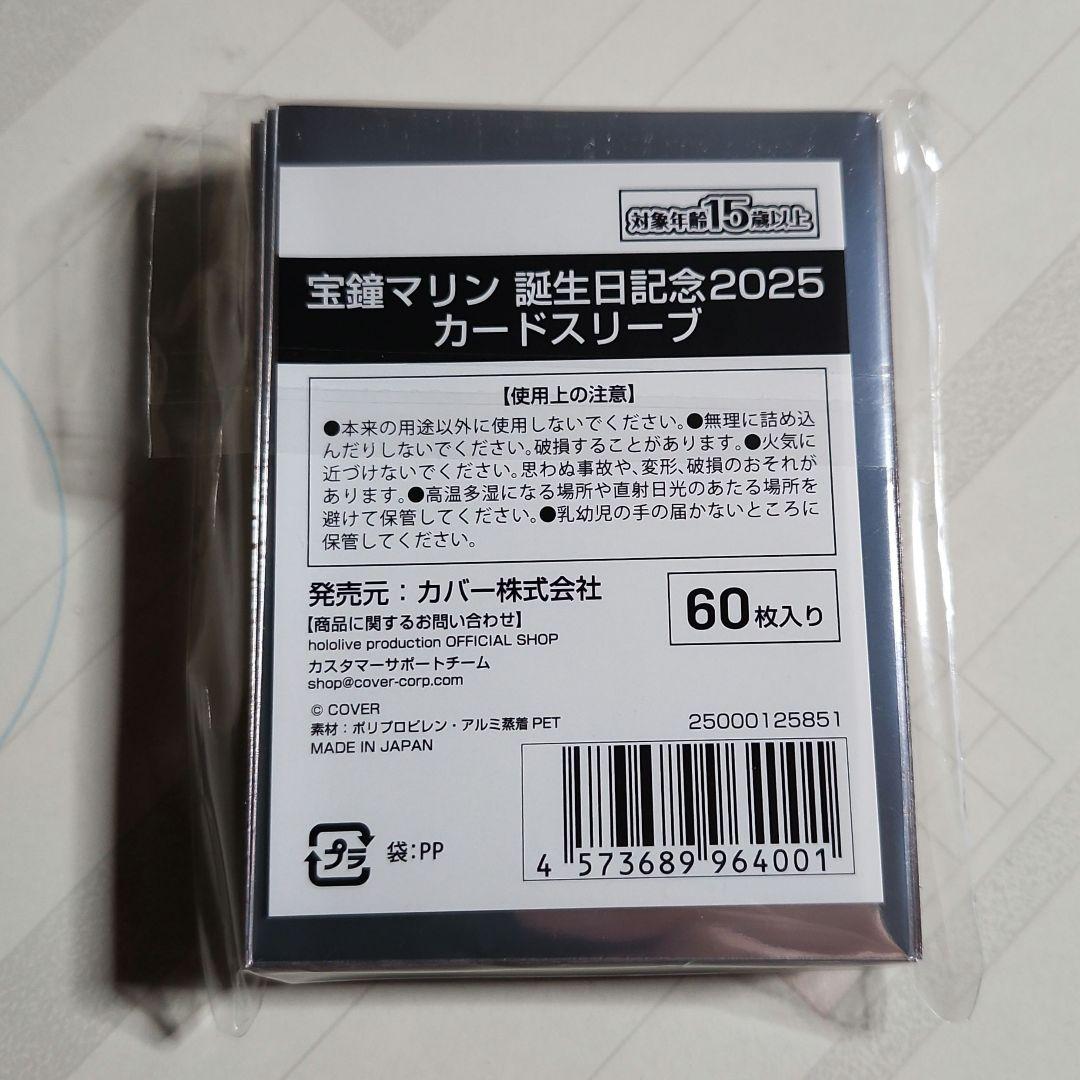 対象年齢15歳以上
宝鐘マリン 誕生日記念2025
カードスリーブ
【使用上の注意】
●本来の用途以外に使用しないでください。●無理に詰め込
んだりしないでください。破損することがあります。●火気に
近づけないでください。思わぬ事故や、変形、破損のおそれが
あります。●高温多湿になる場所や直射日光のあたる場所を
避けて保管してください。●乳幼児の手の届かないところに
保管してください。
発売元：カバー株式会社
【商品に関するお問い合わせ】
hololive production OFFICIAL SHOP
カスタマーサポートチーム
shop@cover-corp.com
60枚入り
© COVER
素材：ポリプロピレン・アルミ蒸着PET
MADE IN JAPAN
25000125851
プラ
袋：PP
4 573689 964001